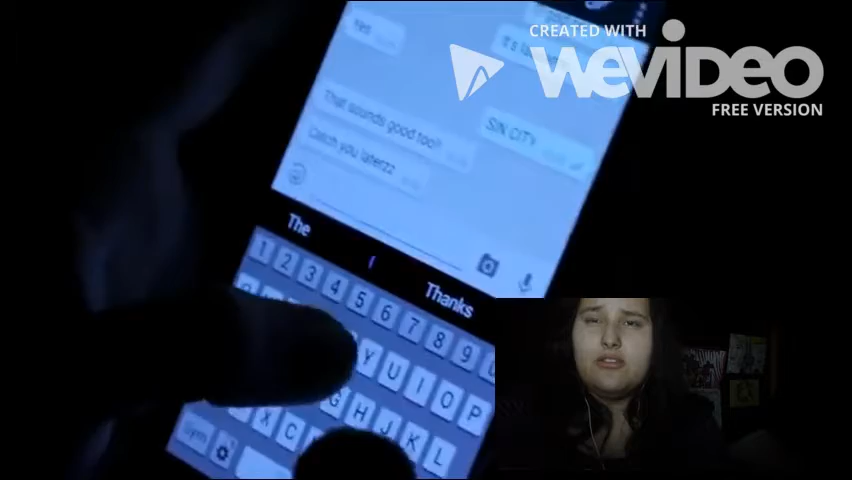 CREATED WITH
WEVIDEO
FREE VERSION
Yes
SIN CITY
That sounds good too!!
Catch you laterzz
The
Thanks
1 2 3 4 5 6 7 8 9
Y U I O P
G H J K L
X C
Sym